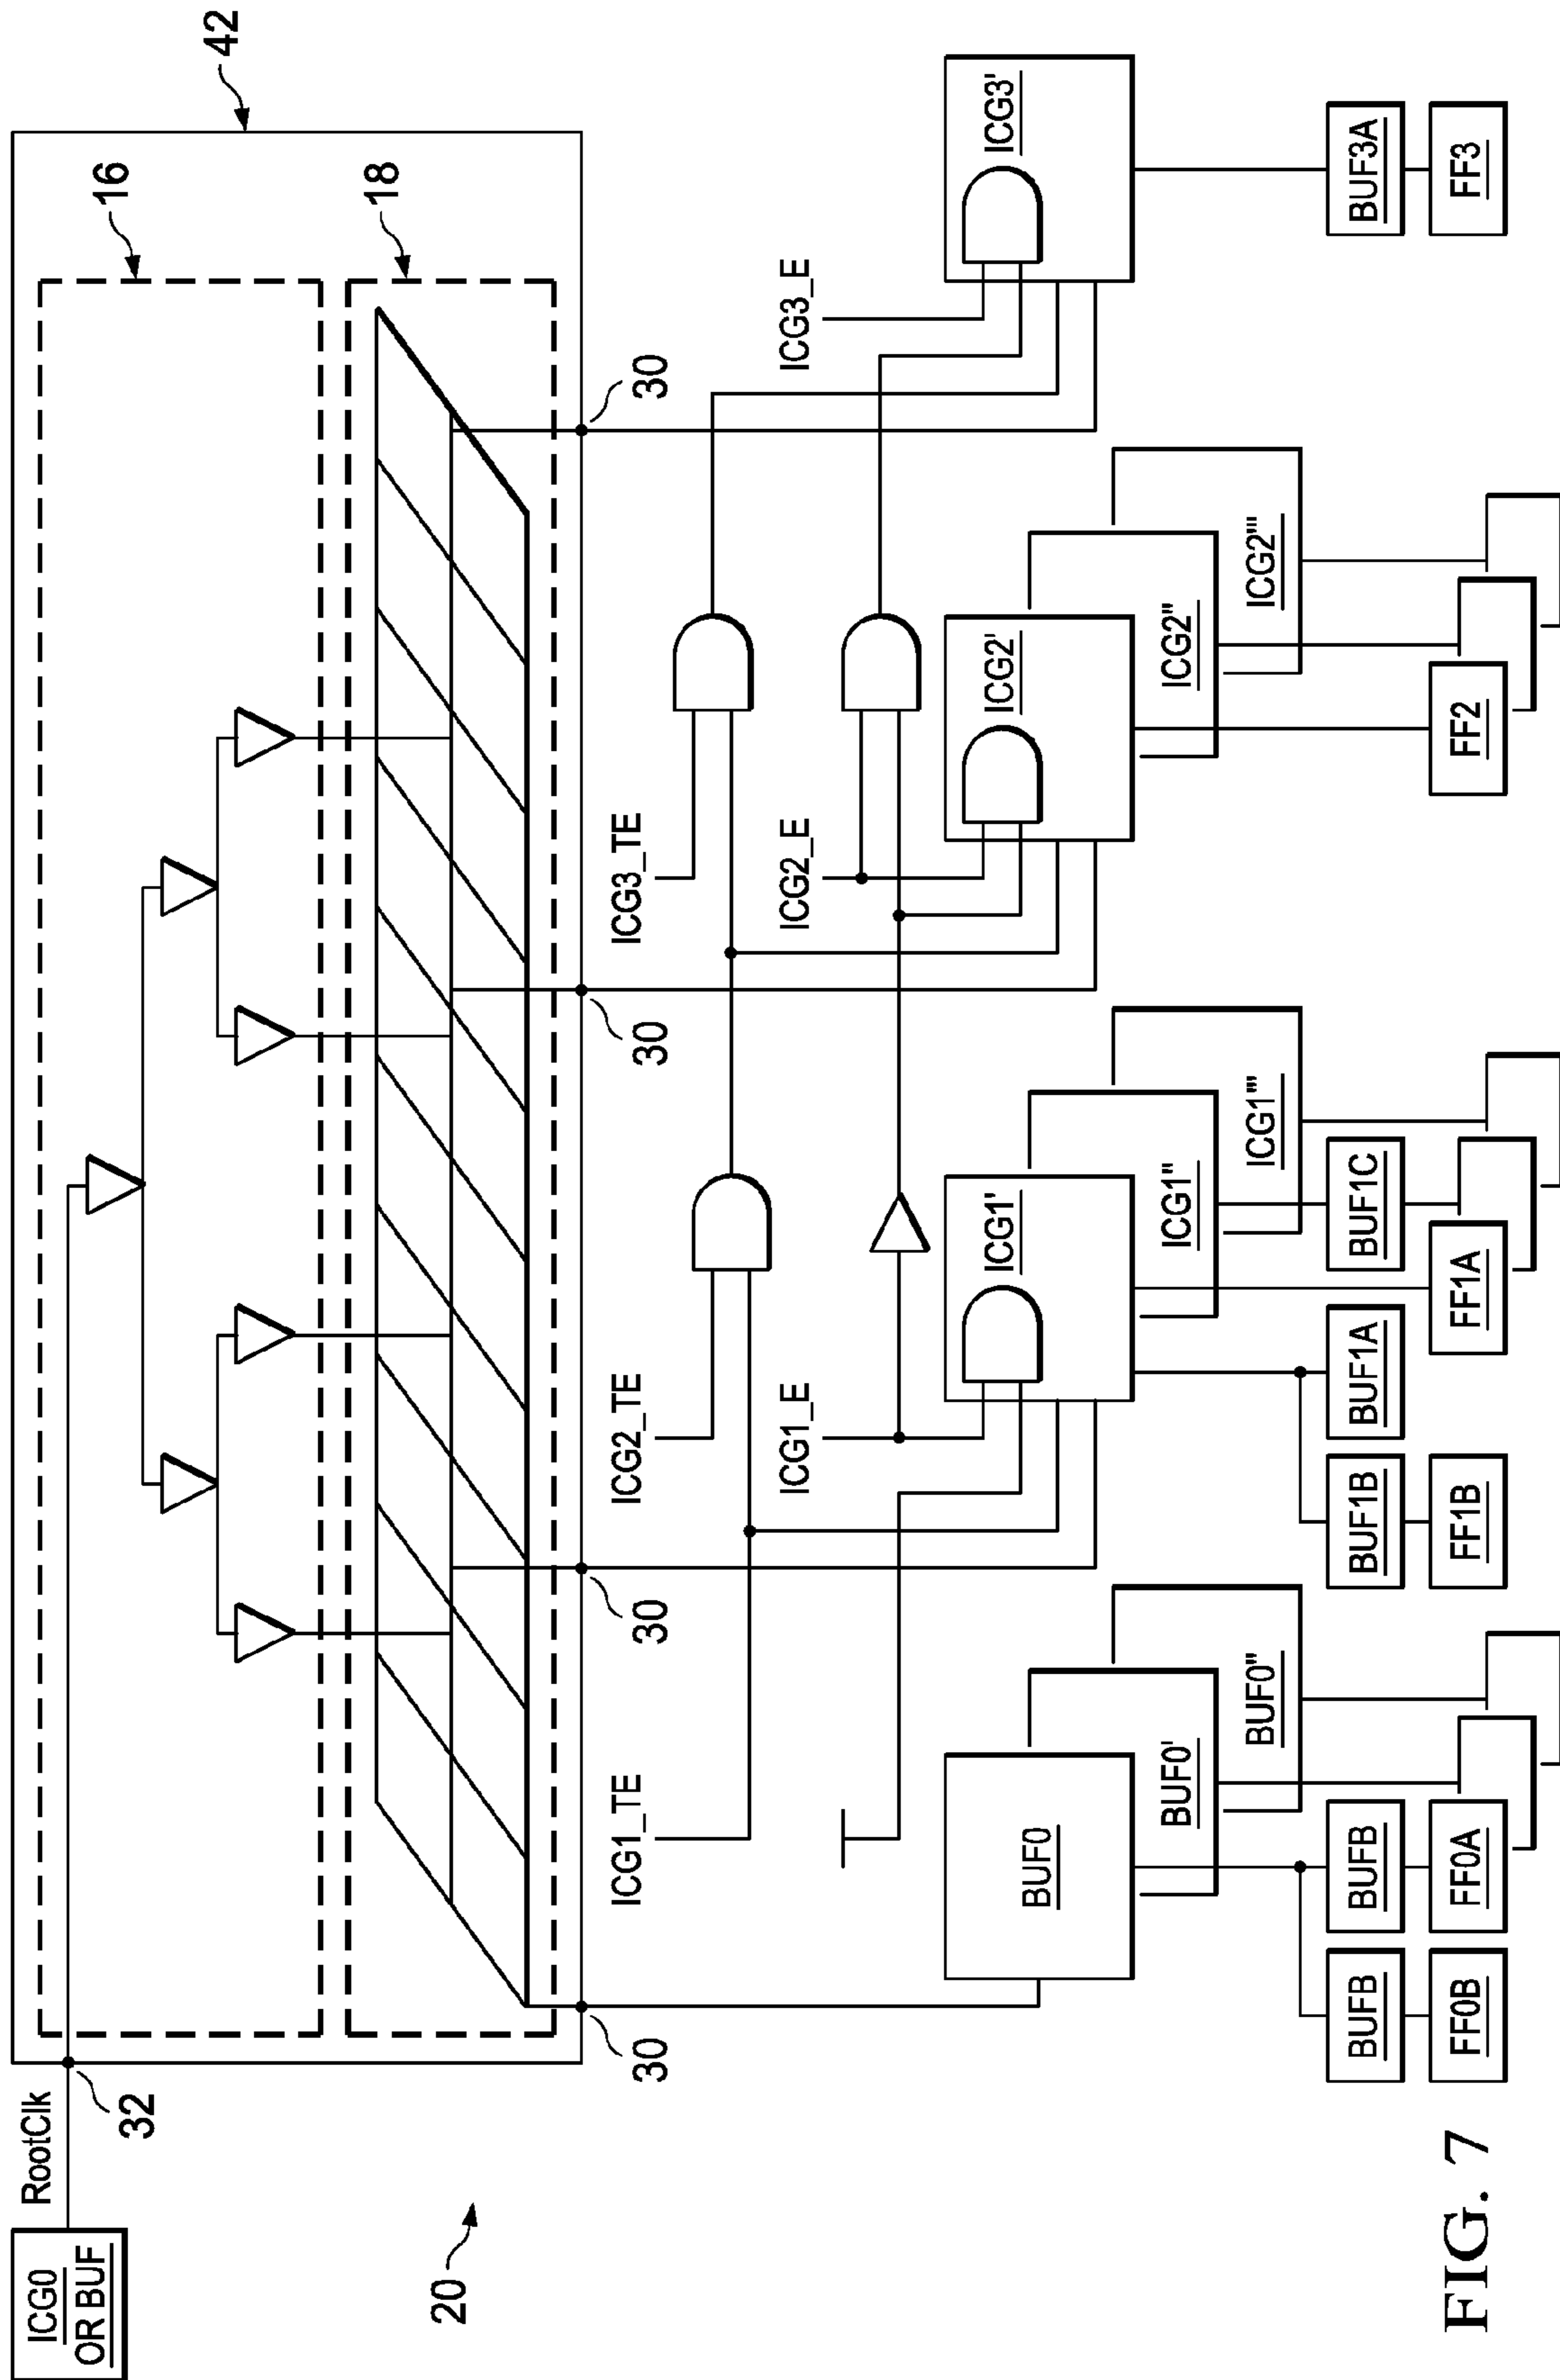 ICG0
OR BUF
RootClk
32
42
16
18
20
30
30
30
30
ICG1_TE
ICG2_TE
ICG3_TE
ICG1_E
ICG2_E
ICG3_E
BUF0
BUF0'
BUF0"
ICG1'
ICG1"
ICG1'''
ICG2'
ICG2"
ICG2'''
ICG3'
BUFB
BUFB
BUF1B
BUF1A
BUF1C
BUF3A
FF0B
FF0A
FF1B
FF1A
FF2
FF3
FIG. 7